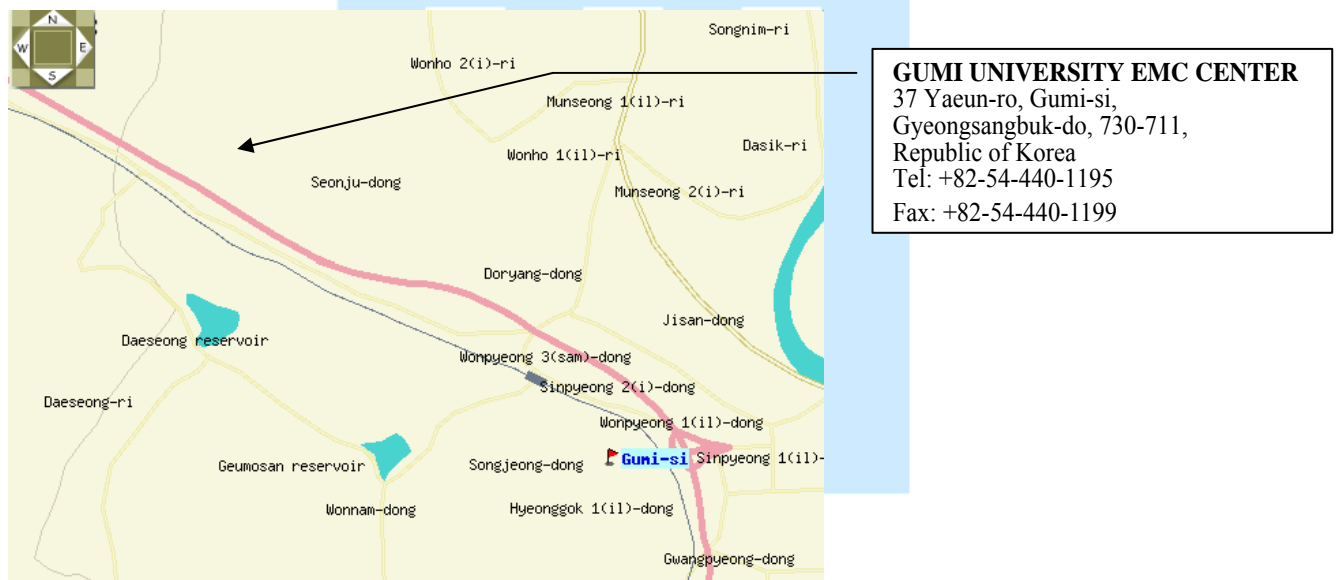 N
W E
S
Songnim-ri
Wonho 2(i)-ri
Munseong 1(il)-ri
Dasik-ri
Wonho 1(il)-ri
Seonju-dong
Munseong 2(i)-ri
Doryang-dong
Jisan-dong
Daeseong reservoir
Wonpyeong 3(sam)-dong
Sinpyeong 2(i)-dong
Daeseong-ri
Wonpyeong 1(il)-dong
Geumosan reservoir
Songjeong-dong
Gumi-si
Sinpyeong 1(il)-
Wonnam-dong
Hyeonggok 1(il)-dong
Gwangpyeong-dong
GUMI UNIVERSITY EMC CENTER
37 Yaeun-ro, Gumi-si,
Gyeongsangbuk-do, 730-711,
Republic of Korea
Tel: +82-54-440-1195
Fax: +82-54-440-1199